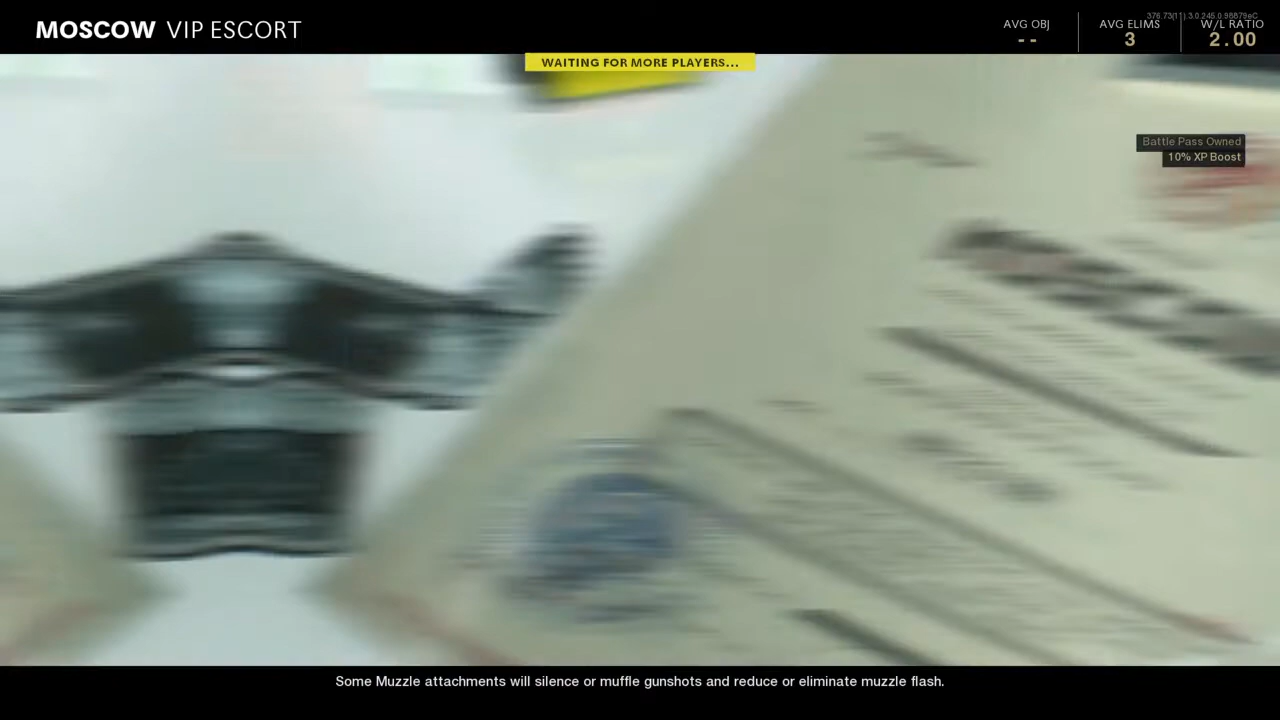 MOSCOW VIP ESCORT
AVG OBJ
--
AVG ELIMS
3
W/L RATIO
2.00
WAITING FOR MORE PLAYERS...
Battle Pass Owned
10% XP Boost
Some Muzzle attachments will silence or muffle gunshots and reduce or eliminate muzzle flash.